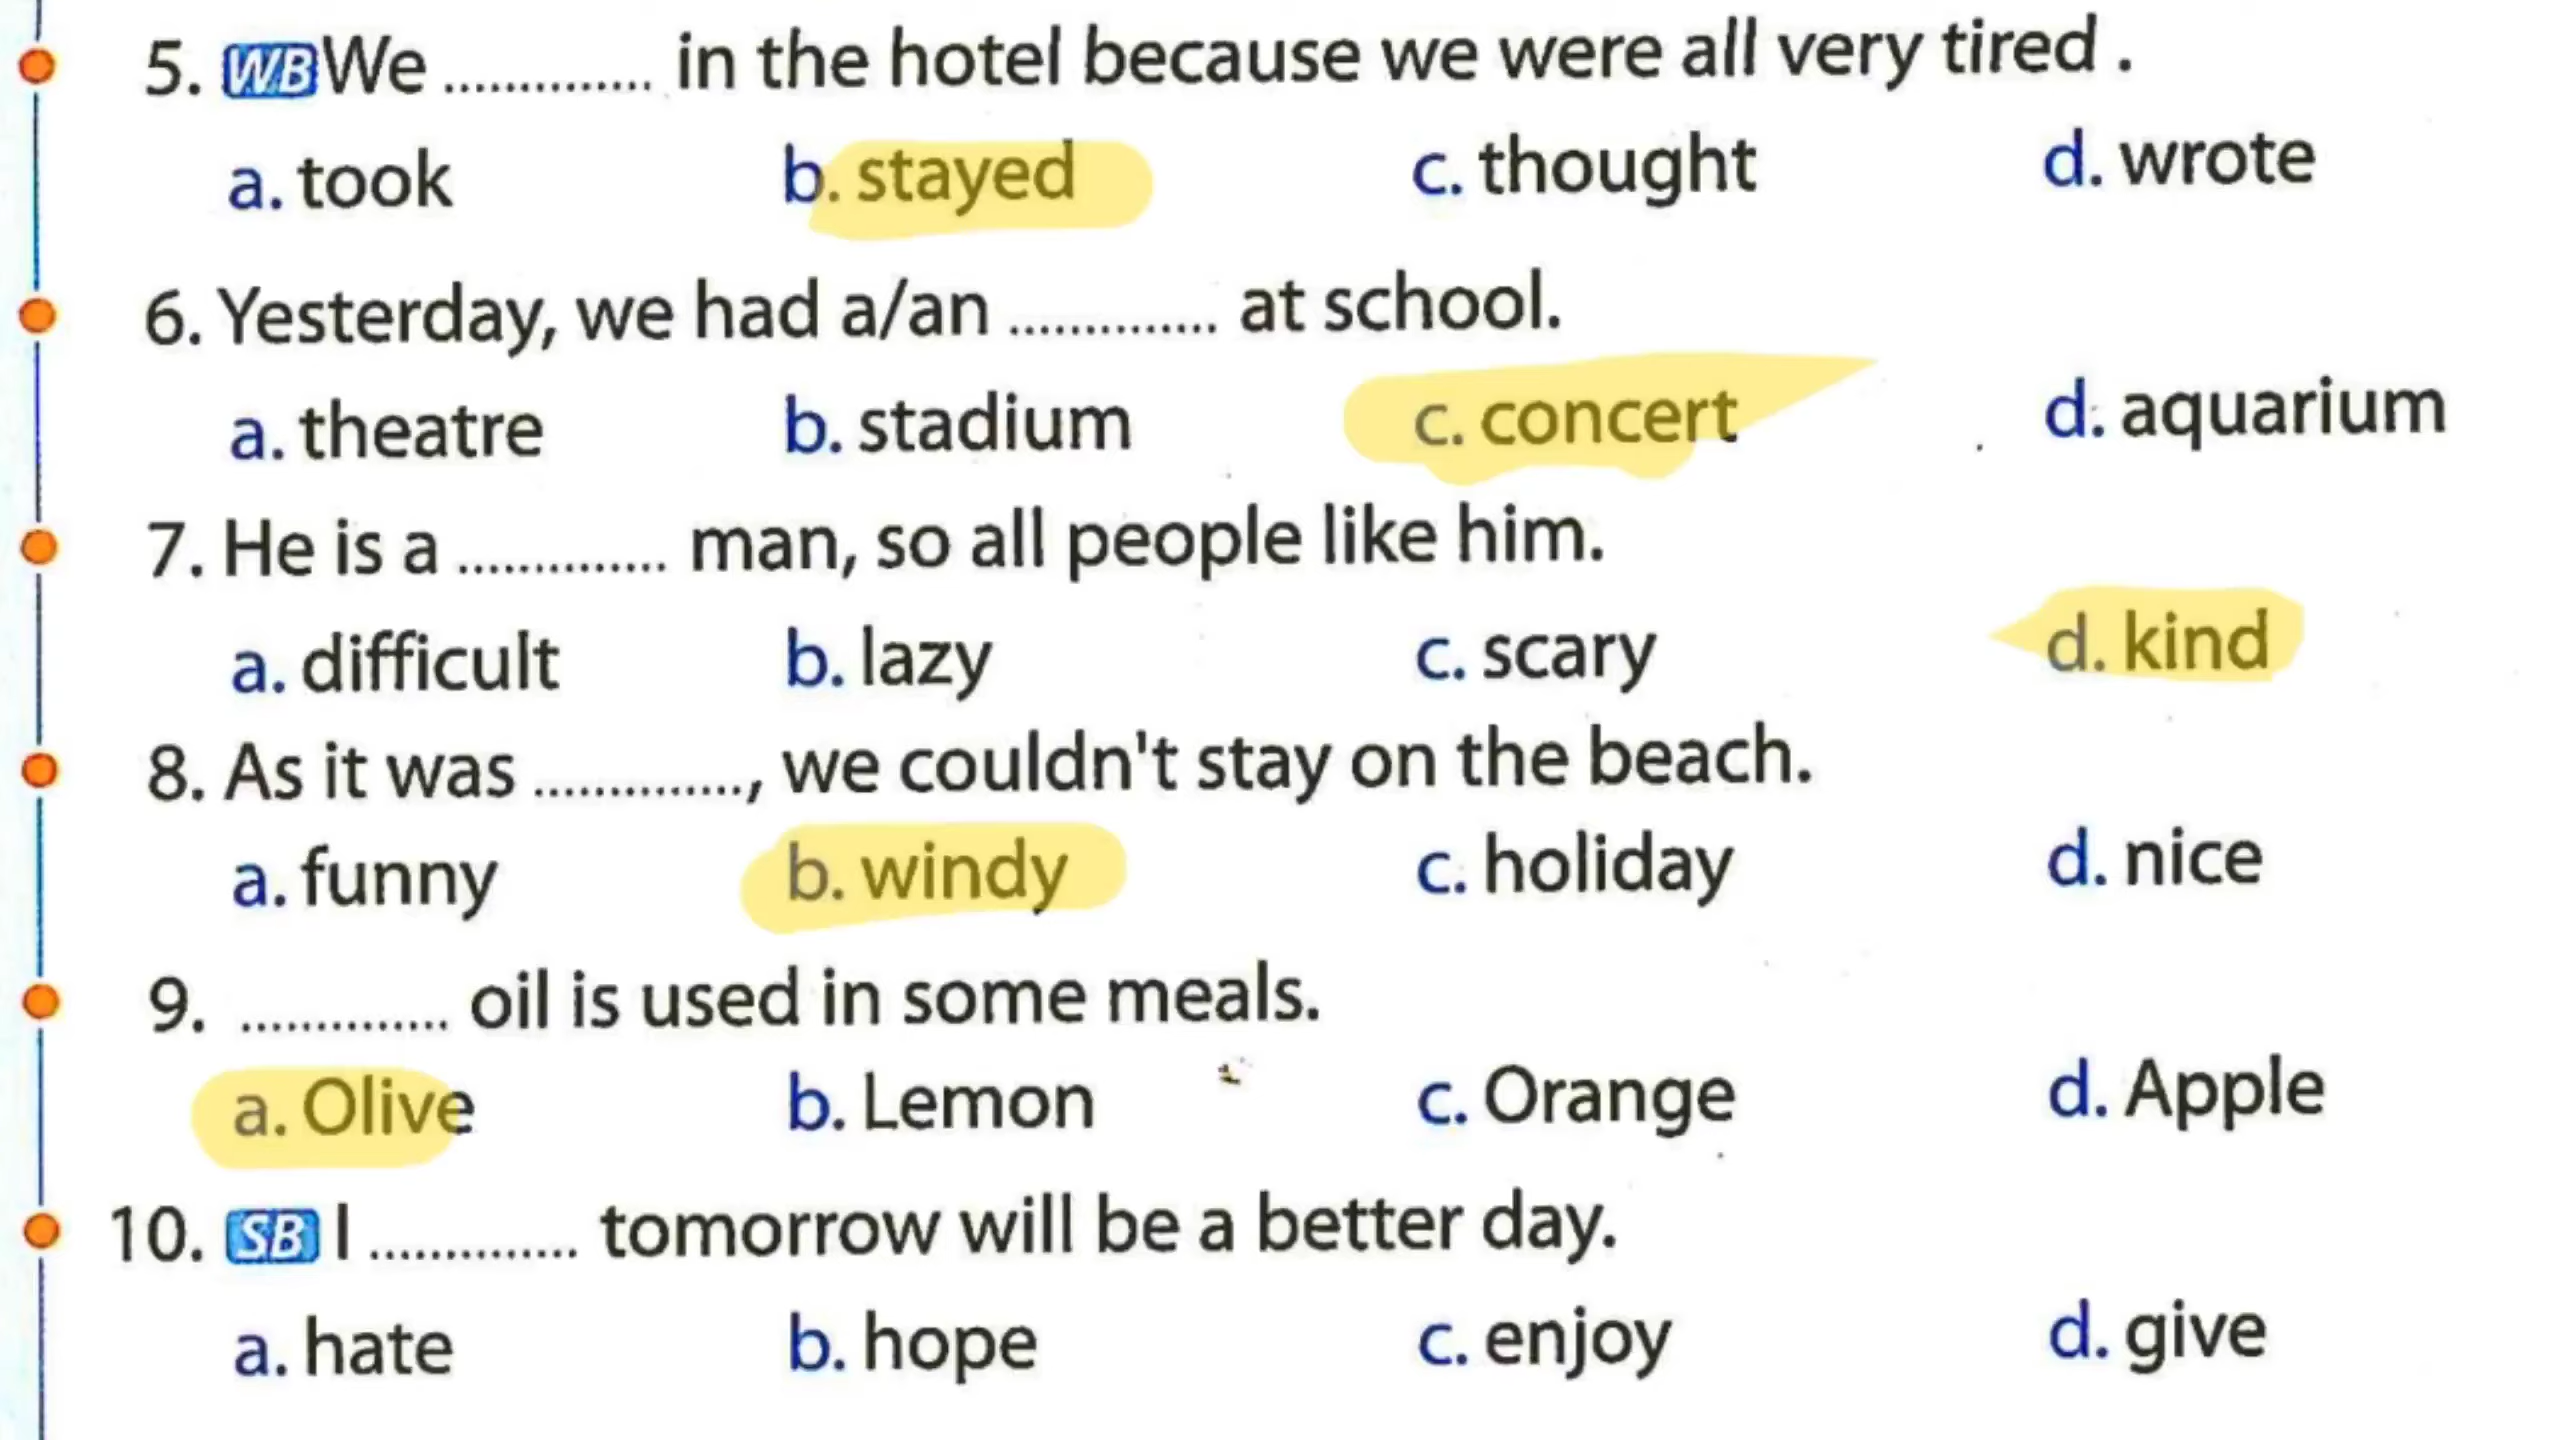 5. WB We .............. in the hotel because we were all very tired .
a. took b. stayed c. thought d. wrote
6. Yesterday, we had a/an .............. at school.
a. theatre b. stadium c. concert d. aquarium
7. He is a .............. man, so all people like him.
a. difficult b. lazy c. scary d. kind
8. As it was .............., we couldn't stay on the beach.
a. funny b. windy c. holiday d. nice
9. .............. oil is used in some meals.
a. Olive b. Lemon c. Orange d. Apple
10. SB I .............. tomorrow will be a better day.
a. hate b. hope c. enjoy d. give